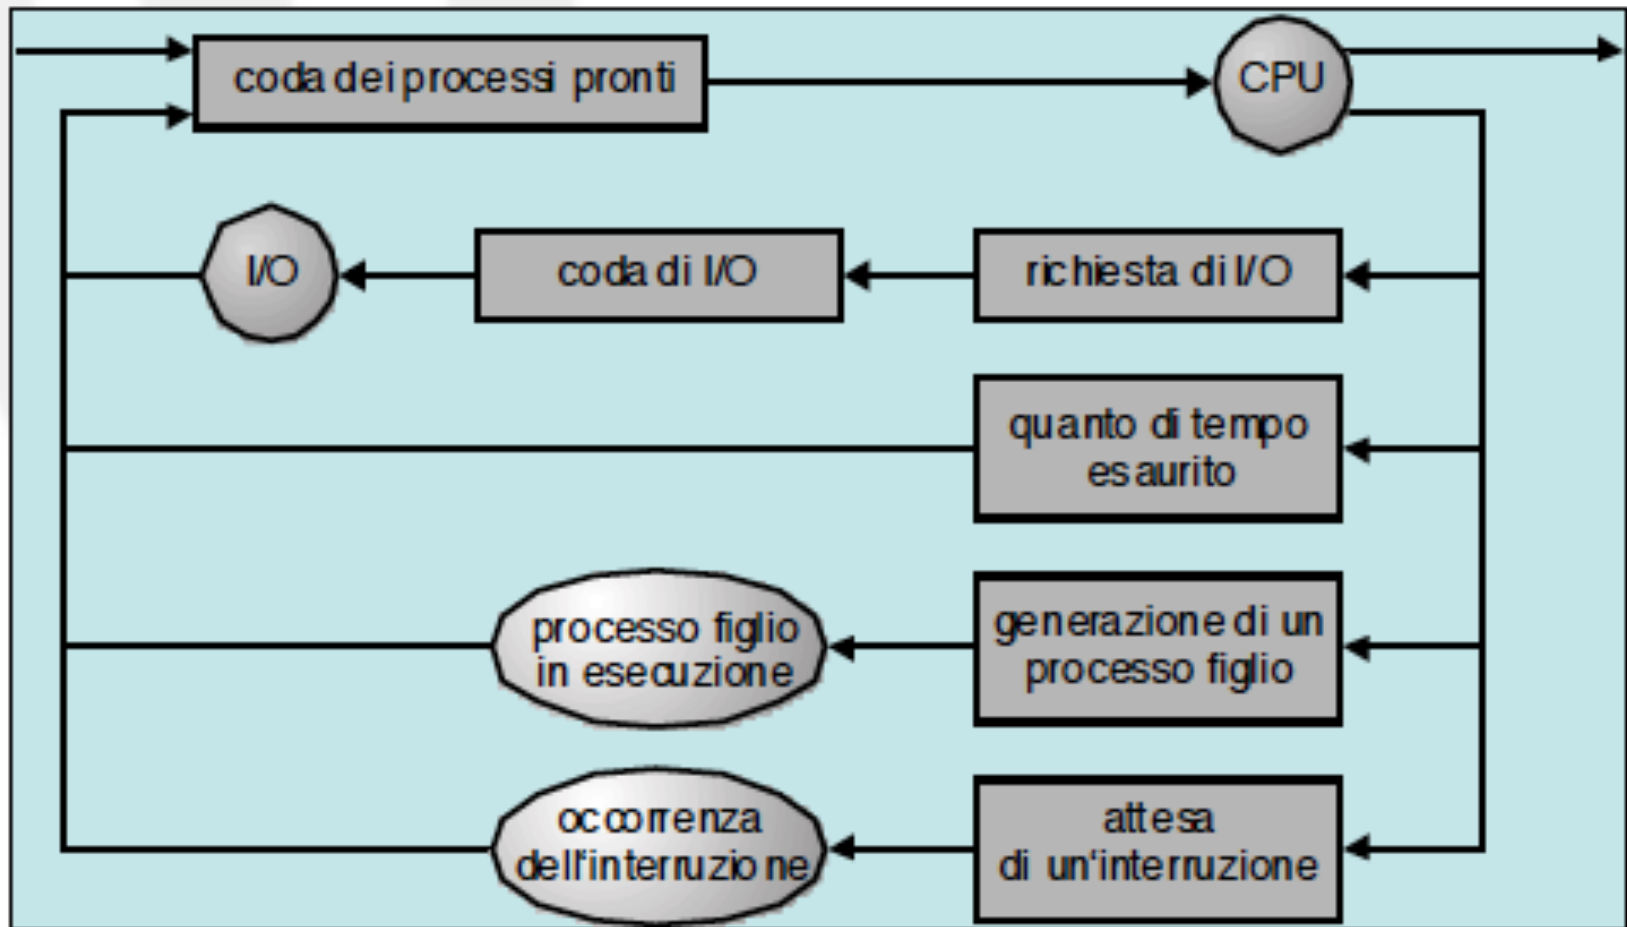 coda dei processi pronti
CPU
I/O
coda di I/O
richiesta di I/O
quanto di tempo
esaurito
processo figlio
in esecuzione
generazione di un
processo figlio
occorrenza
dell'interruzione
attesa
di un'interruzione